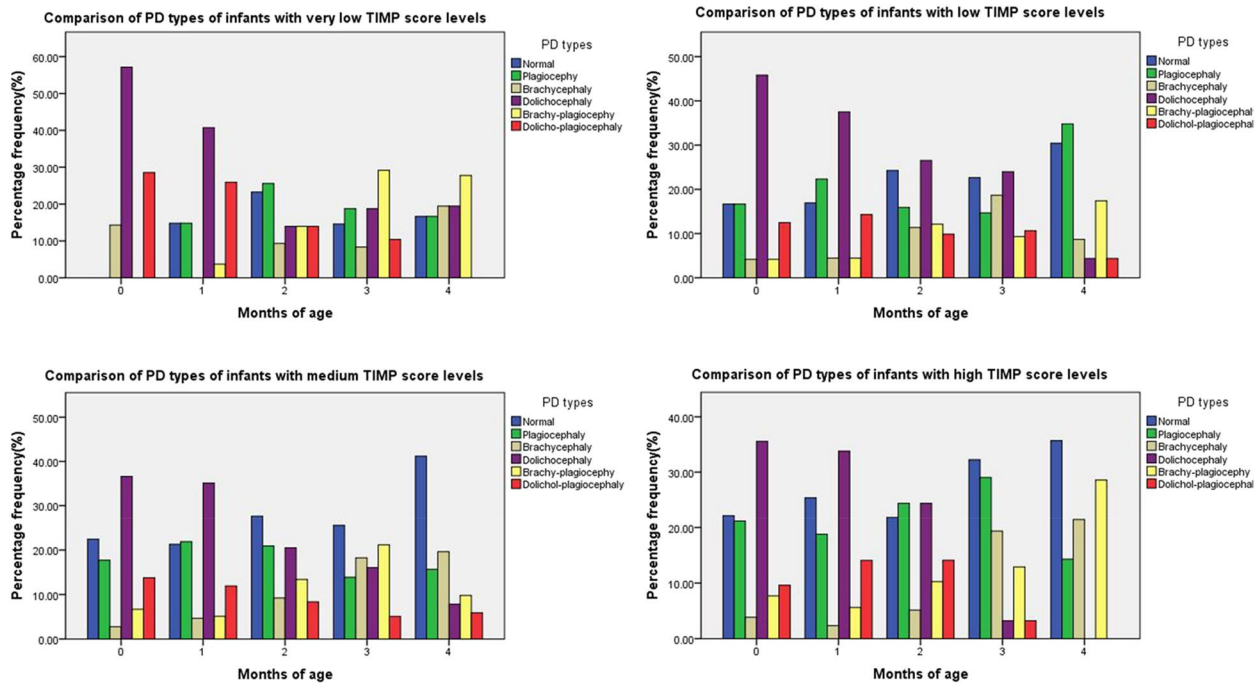 Comparison of PD types of infants with very low TIMP score levels
PD types
Normal
Plagiocephy
Brachycephaly
Dolichocephaly
Brachy-plagiocephy
Dolicho-plagiocephaly
Percentage frequency(%)
60.00
50.00
40.00
30.00
20.00
10.00
0.00
0 1 2 3 4
Months of age
Comparison of PD types of infants with low TIMP score levels
PD types
Normal
Plagiocephaly
Brachycephaly
Dolichocephaly
Brachy-plagiocephal
Dolichol-plagiocephal
Percentage frequency(%)
50.00
40.00
30.00
20.00
10.00
0.00
0 1 2 3 4
Months of age
Comparison of PD types of infants with medium TIMP score levels
PD types
Normal
Plagiocephaly
Brachycephaly
Dolichocephaly
Brachy-plagiocephy
Dolichol-plagiocephaly
Percentage frequency(%)
50.00
40.00
30.00
20.00
10.00
0.00
0 1 2 3 4
Months of age
Comparison of PD types of infants with high TIMP score levels
PD types
Normal
Plagiocephaly
Brachycephaly
Dolichocephaly
Brachy-plagiocephy
Dolichol-plagiocephal
Percentage frequency(%)
40.00
30.00
20.00
10.00
0.00
0 1 2 3 4
Months of age